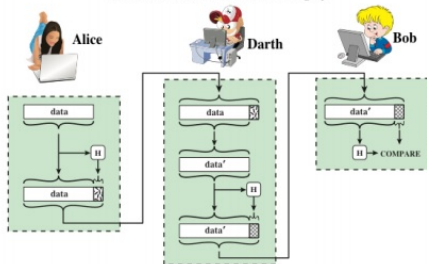 Alice
Darth
Bob
data
H
data
data
data′
H
data′
data′
H
COMPARE